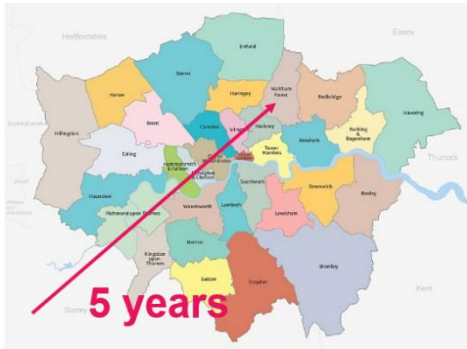 Hertfordshire
Essex
Enfield
Barnet
Harrow
Haringey
Waltham
Forest
Redbridge
Havering
Hillingdon
Brent
Camden
Hackney
Barking &
Dagenham
Ealing
Tower
Hamlets
Newham
Thurrock
Hammersmith
& Fulham
Hounslow
Southwark
Greenwich
Bexley
Richmond upon Thames
Wandsworth
Lambeth
Lewisham
Merton
Kingston
upon
Thames
Sutton
Croydon
Bromley
Surrey
Kent
5 years